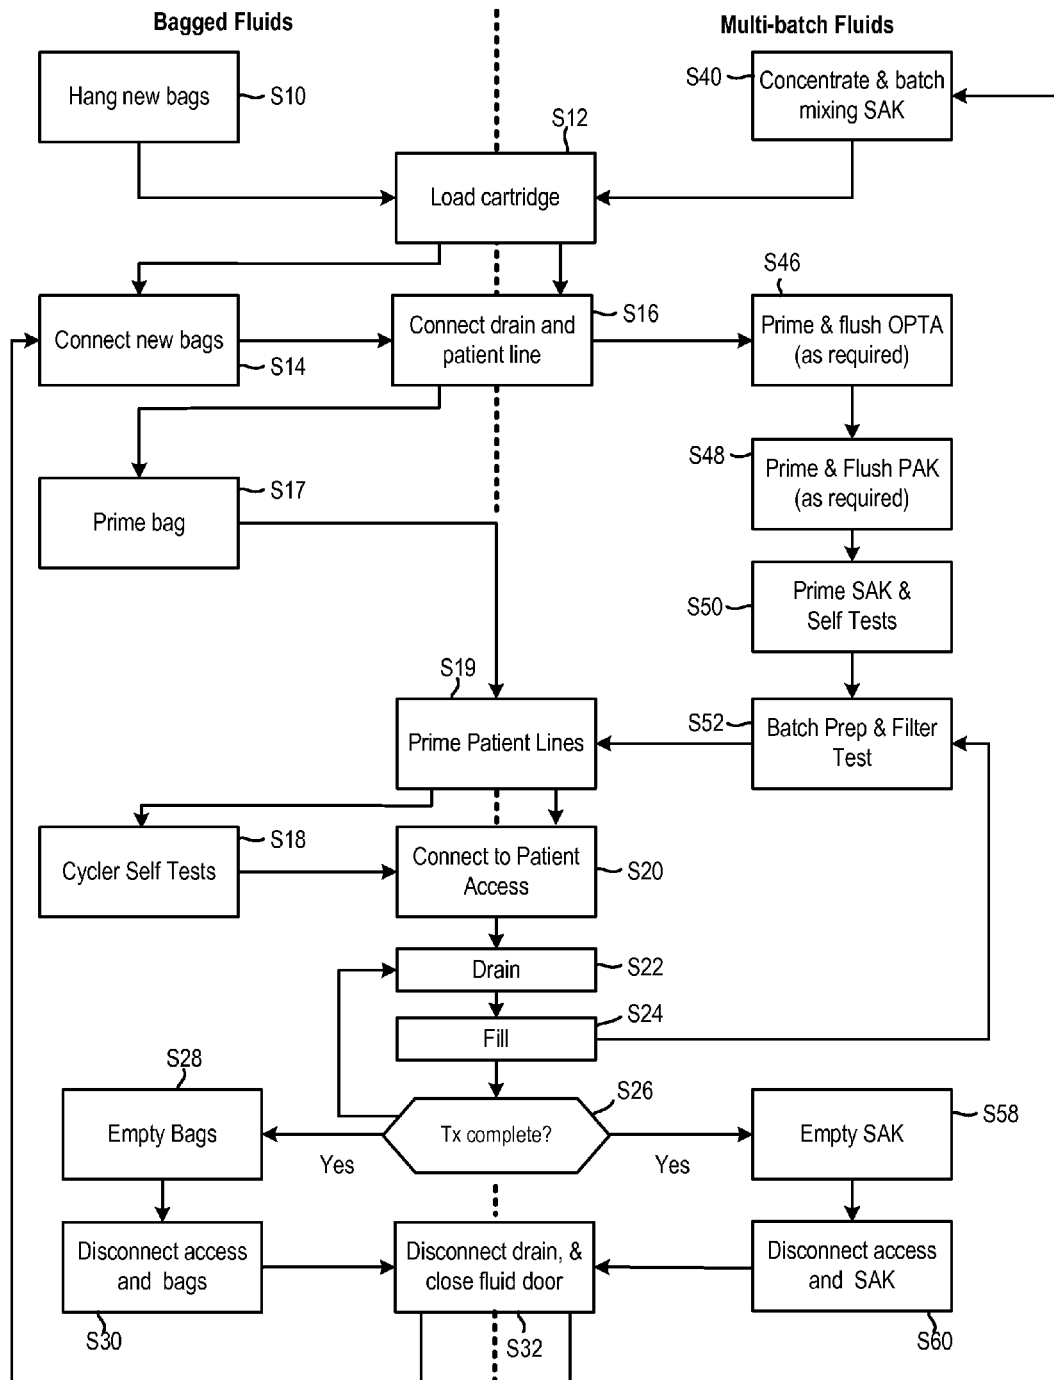 Bagged Fluids
Multi-batch Fluids
Hang new bags
S10
S40
Concentrate & batch
mixing SAK
S12
Load cartridge
Connect new bags
S14
Connect drain and
patient line
S16
S46
Prime & flush OPTA
(as required)
S48
Prime & Flush PAK
(as required)
S17
Prime bag
S50
Prime SAK &
Self Tests
S19
Prime Patient Lines
S52
Batch Prep & Filter
Test
S18
Cycler Self Tests
Connect to Patient
Access
S20
Drain
S22
S24
Fill
S28
Empty Bags
S26
Tx complete?
Yes
Yes
S58
Empty SAK
Disconnect access
and bags
S30
Disconnect drain, &
close fluid door
S32
Disconnect access
and SAK
S60